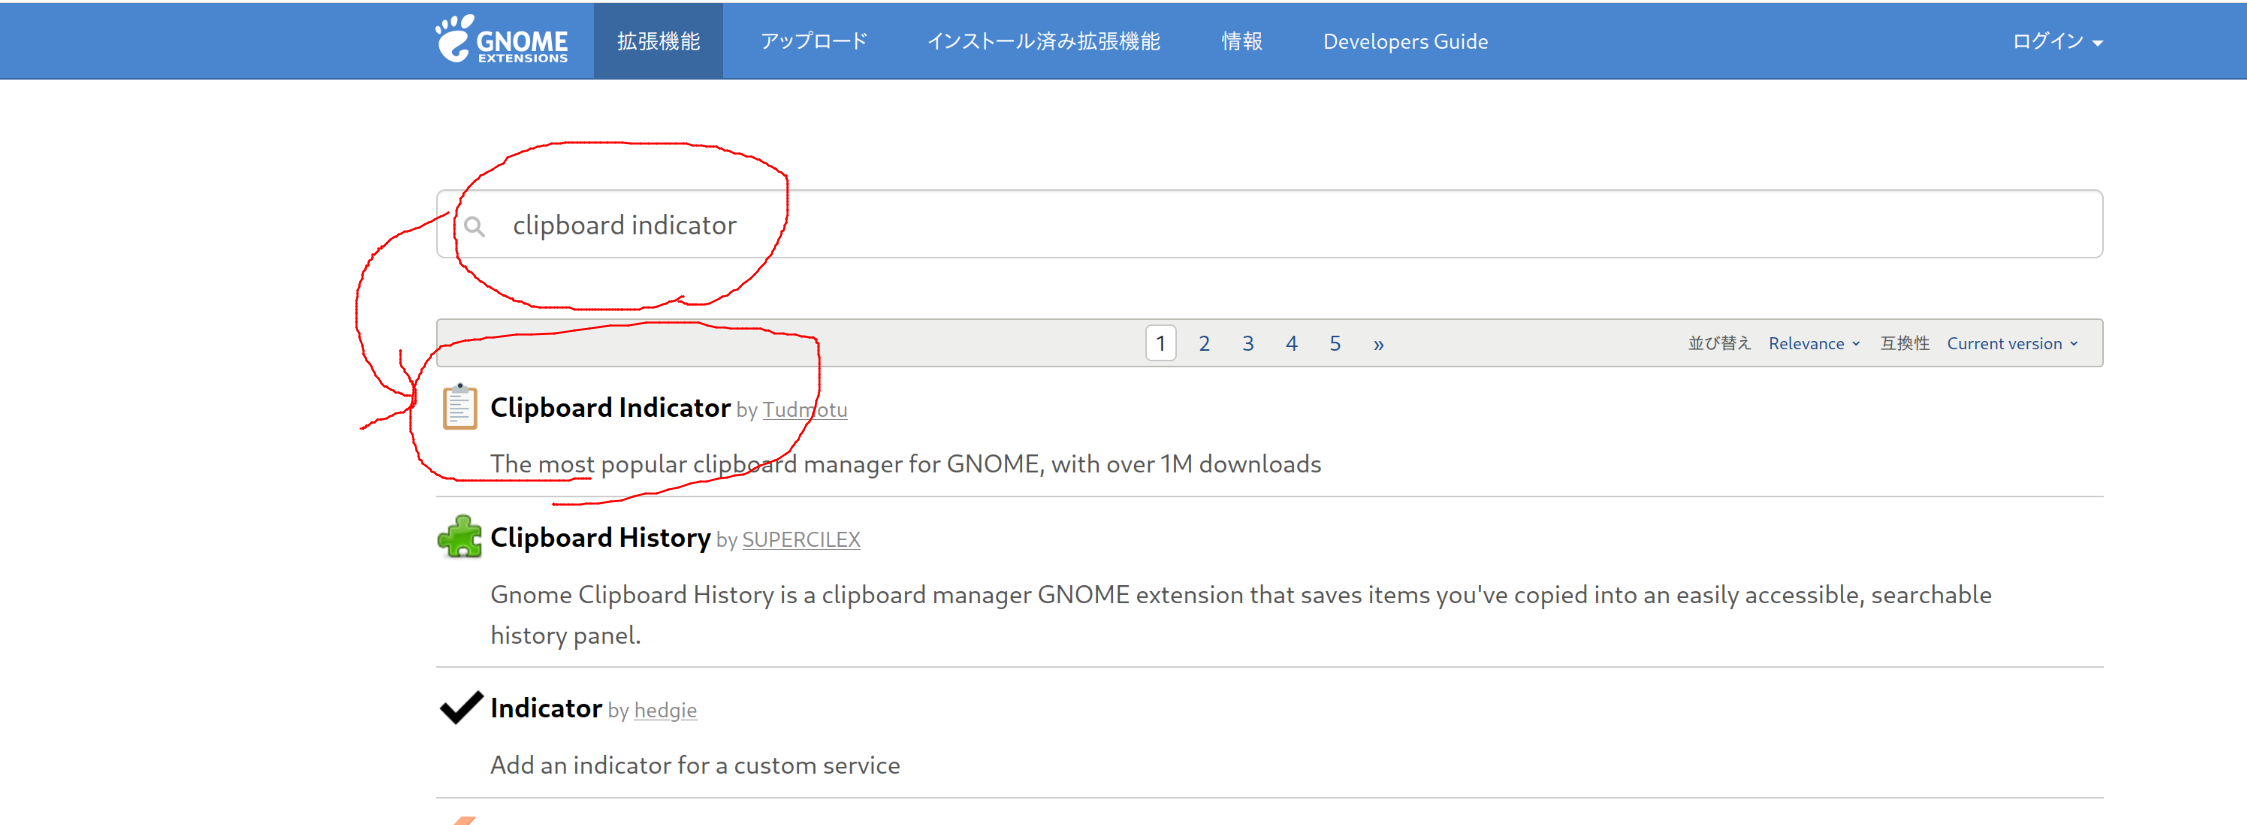 GNOME EXTENSIONS 拡張機能 アップロード インストール済み拡張機能 情報 Developers Guide ログイン
clipboard indicator
1 2 3 4 5 » 並び替え Relevance 互換性 Current version
Clipboard Indicator by Tudmotu
The most popular clipboard manager for GNOME, with over 1M downloads
Clipboard History by SUPERCILEX
Gnome Clipboard History is a clipboard manager GNOME extension that saves items you've copied into an easily accessible, searchable
history panel.
Indicator by hedgie
Add an indicator for a custom service